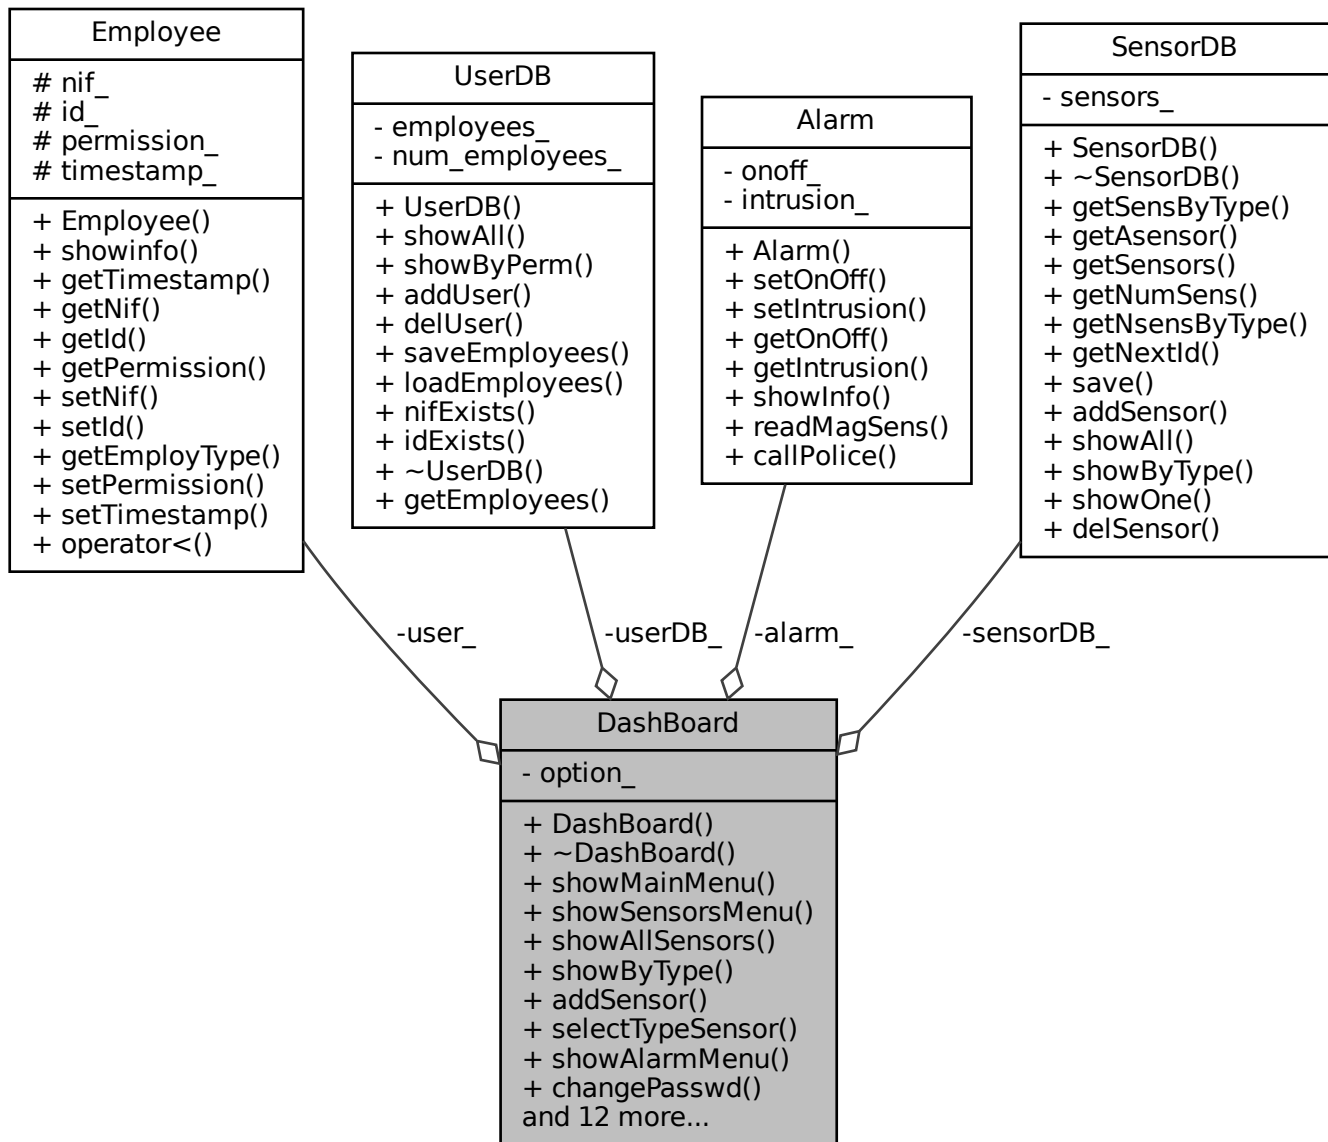 Employee
# nif_
# id_
# permission_
# timestamp_
+ Employee()
+ showinfo()
+ getTimestamp()
+ getNif()
+ getId()
+ getPermission()
+ setNif()
+ setId()
+ getEmployType()
+ setPermission()
+ setTimestamp()
+ operator<()
UserDB
- employees_
- num_employees_
+ UserDB()
+ showAll()
+ showByPerm()
+ addUser()
+ delUser()
+ saveEmployees()
+ loadEmployees()
+ nifExists()
+ idExists()
+ ~UserDB()
+ getEmployees()
Alarm
- onoff_
- intrusion_
+ Alarm()
+ setOnOff()
+ setIntrusion()
+ getOnOff()
+ getIntrusion()
+ showInfo()
+ readMagSens()
+ callPolice()
SensorDB
- sensors_
+ SensorDB()
+ ~SensorDB()
+ getSensByType()
+ getAsensor()
+ getSensors()
+ getNumSens()
+ getNsensByType()
+ getNextId()
+ save()
+ addSensor()
+ showAll()
+ showByType()
+ showOne()
+ delSensor()
-user_
-userDB_
-alarm_
-sensorDB_
DashBoard
- option_
+ DashBoard()
+ ~DashBoard()
+ showMainMenu()
+ showSensorsMenu()
+ showAllSensors()
+ showByType()
+ addSensor()
+ selectTypeSensor()
+ showAlarmMenu()
+ changePasswd()
and 12 more...